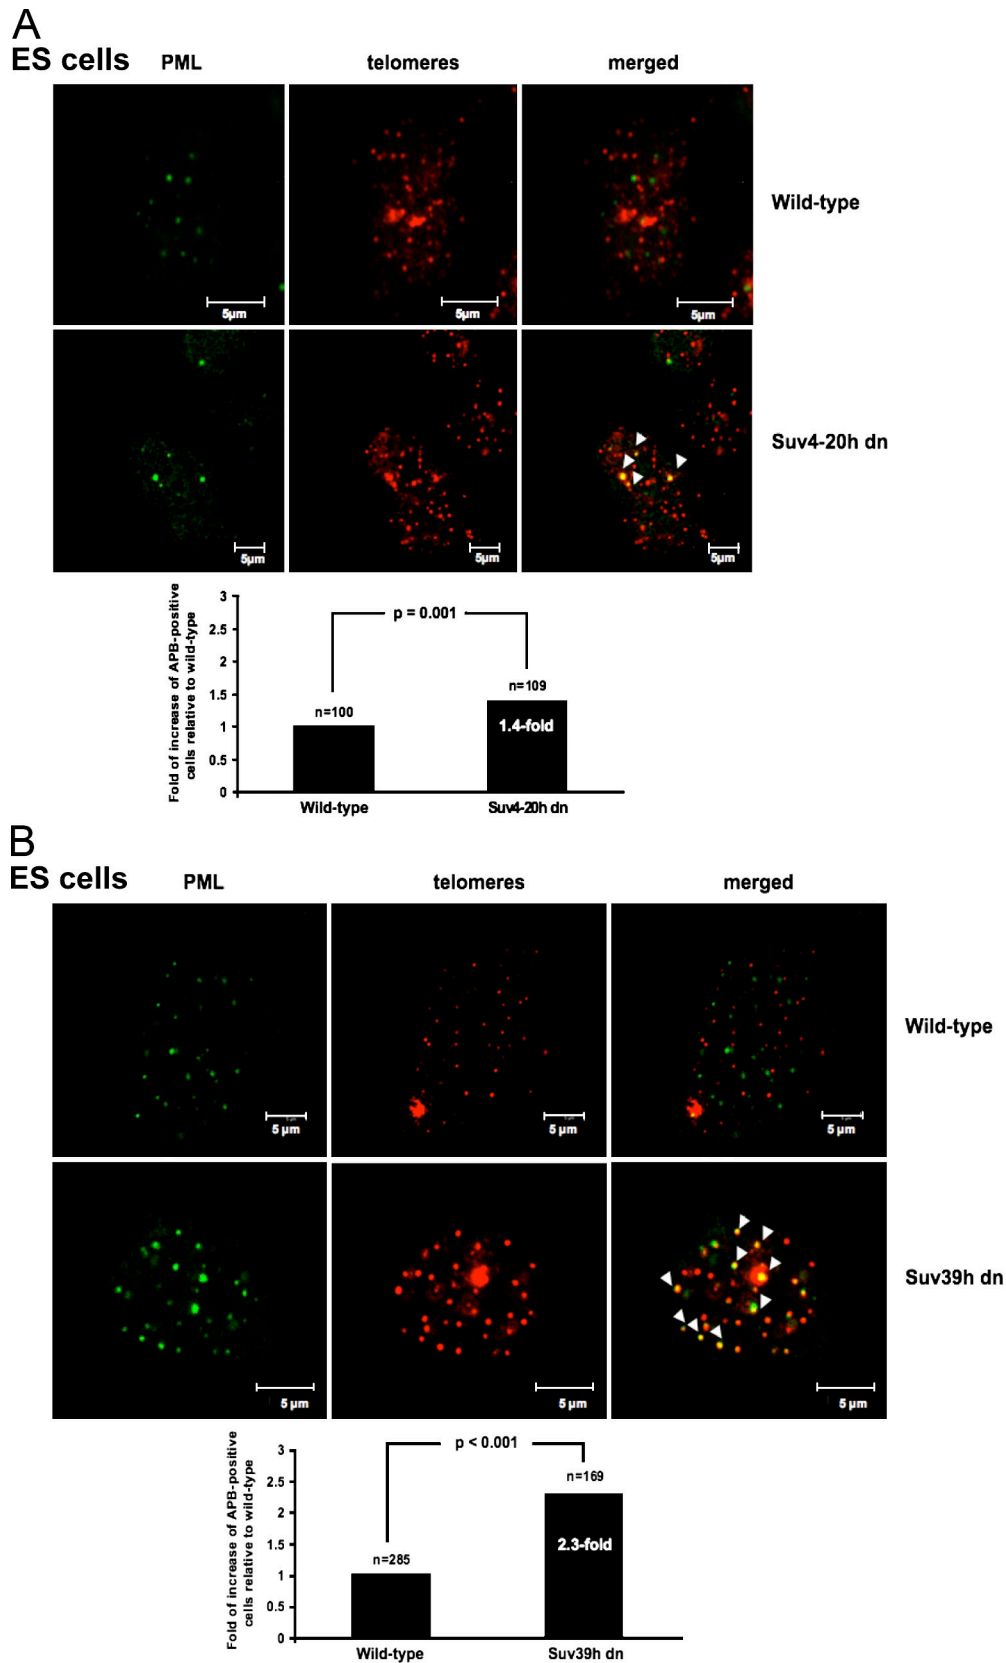 A
ES cells PML telomeres merged
5µm 5µm 5µm
Wild-type
5µm 5µm 5µm
Suv4-20h dn
Fold of increase of APB-positive
cells relative to wild-type
3
2.5
2
1.5
1
0.5
0
p = 0.001
n=100
n=109
1.4-fold
Wild-type Suv4-20h dn
B
ES cells PML telomeres merged
5 µm 5 µm 5 µm
Wild-type
5 µm 5 µm 5 µm
Suv39h dn
Fold of increase of APB-positive
cells relative to wild-type
3
2.5
2
1.5
1
0.5
0
p < 0.001
n=285
n=169
2.3-fold
Wild-type Suv39h dn